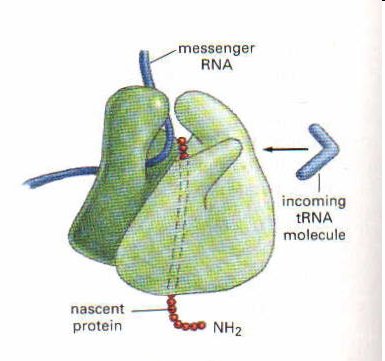 messenger
RNA
incoming
tRNA
molecule
nascent
protein
NH2